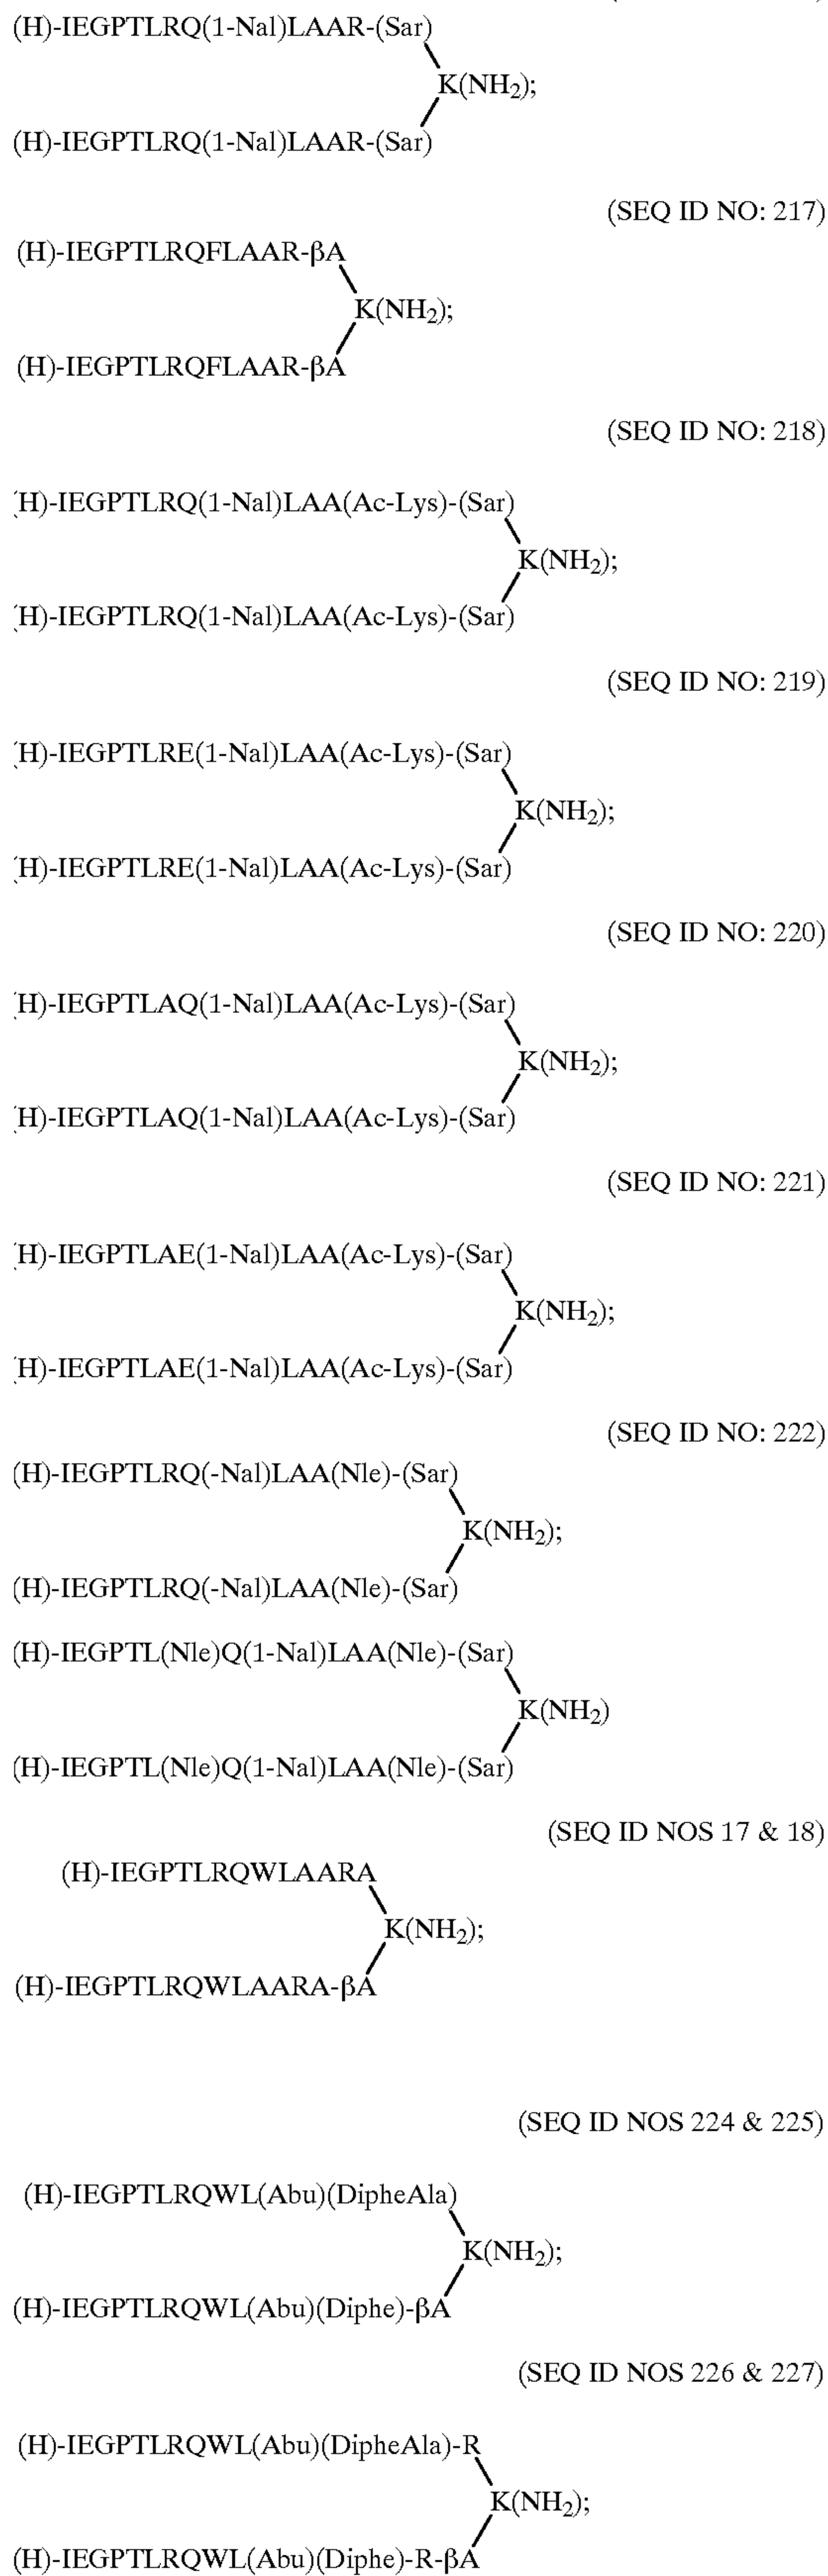 (H)-IEGPTLRQ(1-Nal)LAAR-(Sar)
K(NH2);
(H)-IEGPTLRQ(1-Nal)LAAR-(Sar)
(SEQ ID NO: 217)
(H)-IEGPTLRQFLAAR-βA
K(NH2);
(H)-IEGPTLRQFLAAR-βA
(SEQ ID NO: 218)
(H)-IEGPTLRQ(1-Nal)LAA(Ac-Lys)-(Sar)
K(NH2);
(H)-IEGPTLRQ(1-Nal)LAA(Ac-Lys)-(Sar)
(SEQ ID NO: 219)
(H)-IEGPTLRE(1-Nal)LAA(Ac-Lys)-(Sar)
K(NH2);
(H)-IEGPTLRE(1-Nal)LAA(Ac-Lys)-(Sar)
(SEQ ID NO: 220)
(H)-IEGPTLAQ(1-Nal)LAA(Ac-Lys)-(Sar)
K(NH2);
(H)-IEGPTLAQ(1-Nal)LAA(Ac-Lys)-(Sar)
(SEQ ID NO: 221)
(H)-IEGPTLAE(1-Nal)LAA(Ac-Lys)-(Sar)
K(NH2);
(H)-IEGPTLAE(1-Nal)LAA(Ac-Lys)-(Sar)
(SEQ ID NO: 222)
(H)-IEGPTLRQ(-Nal)LAA(Nle)-(Sar)
K(NH2);
(H)-IEGPTLRQ(-Nal)LAA(Nle)-(Sar)
(H)-IEGPTL(Nle)Q(1-Nal)LAA(Nle)-(Sar)
K(NH2)
(H)-IEGPTL(Nle)Q(1-Nal)LAA(Nle)-(Sar)
(SEQ ID NOS 17 & 18)
(H)-IEGPTLRQWLAARA
K(NH2);
(H)-IEGPTLRQWLAARA-βA
(SEQ ID NOS 224 & 225)
(H)-IEGPTLRQWL(Abu)(DipheAla)
K(NH2);
(H)-IEGPTLRQWL(Abu)(Diphe)-βA
(SEQ ID NOS 226 & 227)
(H)-IEGPTLRQWL(Abu)(DipheAla)-R
K(NH2);
(H)-IEGPTLRQWL(Abu)(Diphe)-R-βA